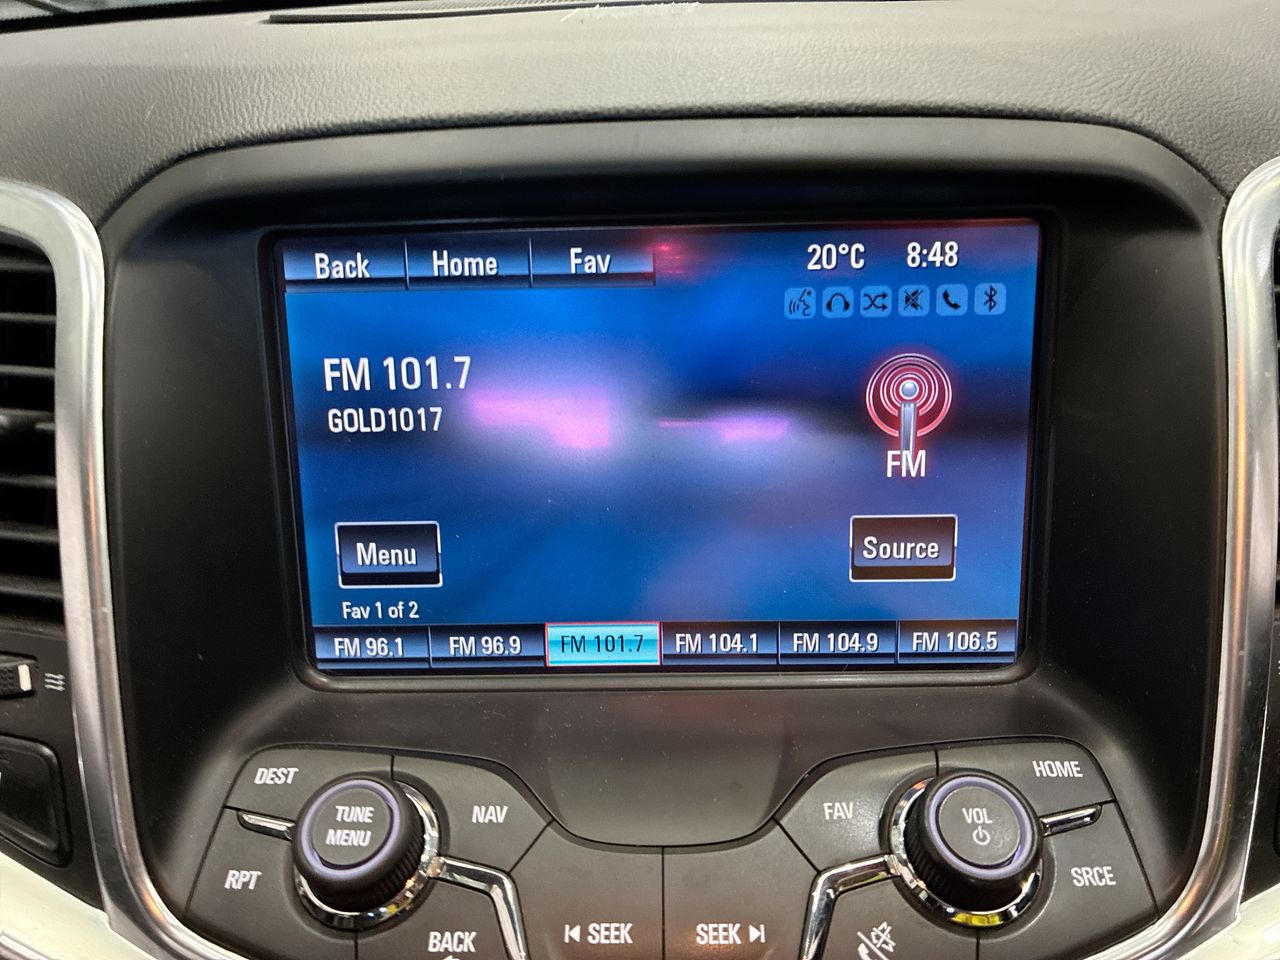 Back Home Fav 20°C 8:48
FM 101.7
GOLD1017
FM
Menu Source
Fav 1 of 2
FM 96.1 FM 96.9 FM 101.7 FM 104.1 FM 104.9 FM 106.5
DEST HOME
TUNE MENU NAV FAV VOL
RPT SRCE
BACK SEEK SEEK